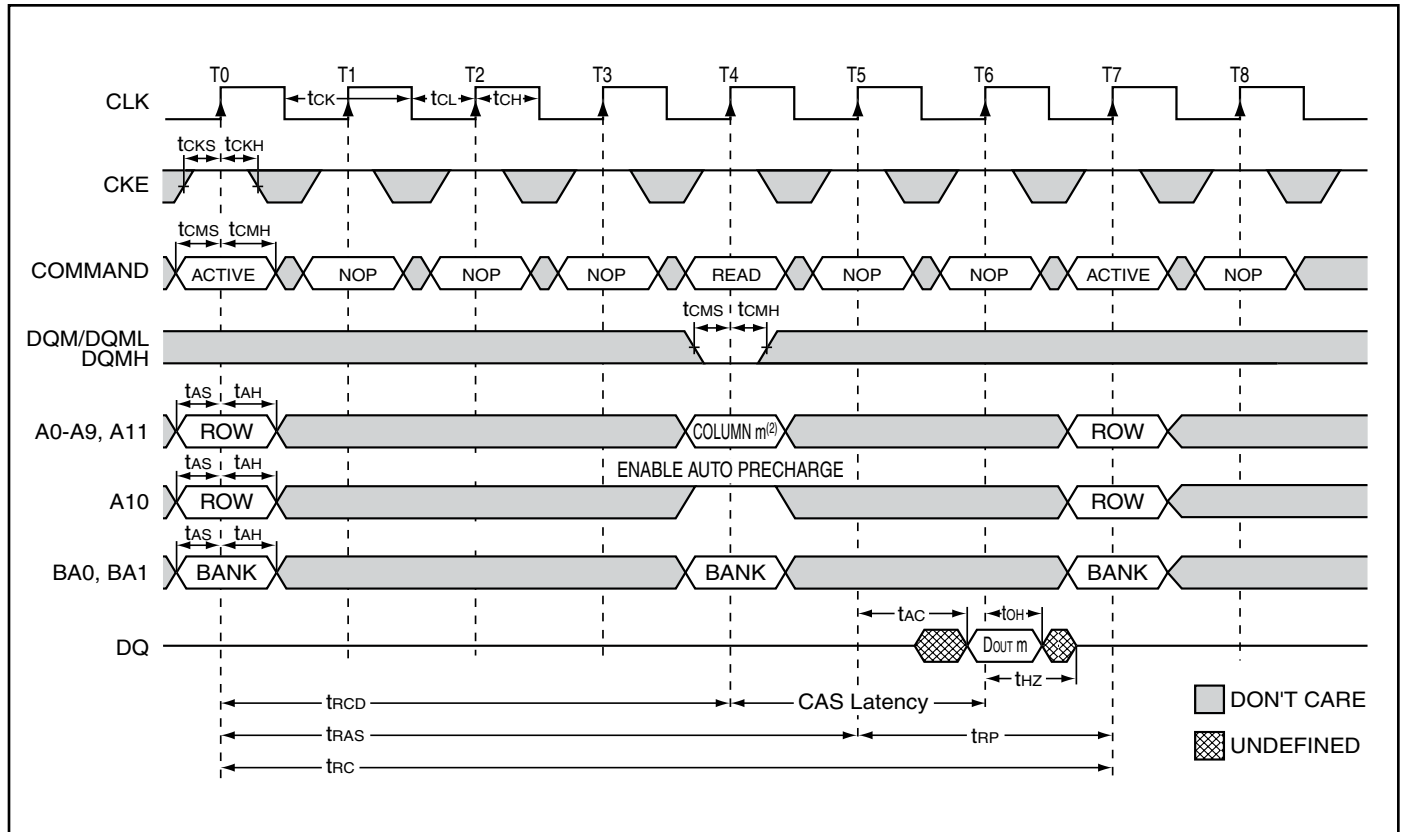 T0 T1 T2 T3 T4 T5 T6 T7 T8
CLK tCK tCL tCH
tCKS tCKH
CKE
tCMS tCMH
COMMAND ACTIVE NOP NOP NOP READ NOP NOP ACTIVE NOP
tCMS tCMH
DQM/DQML
DQMH
tAS tAH
A0-A9, A11 ROW COLUMN m(2) ROW
tAS tAH ENABLE AUTO PRECHARGE
A10 ROW ROW
tAS tAH
BA0, BA1 BANK BANK BANK
tAC tOH
DQ DOUT m
tHZ
tRCD CAS Latency
DON'T CARE
tRAS tRP
UNDEFINED
tRC